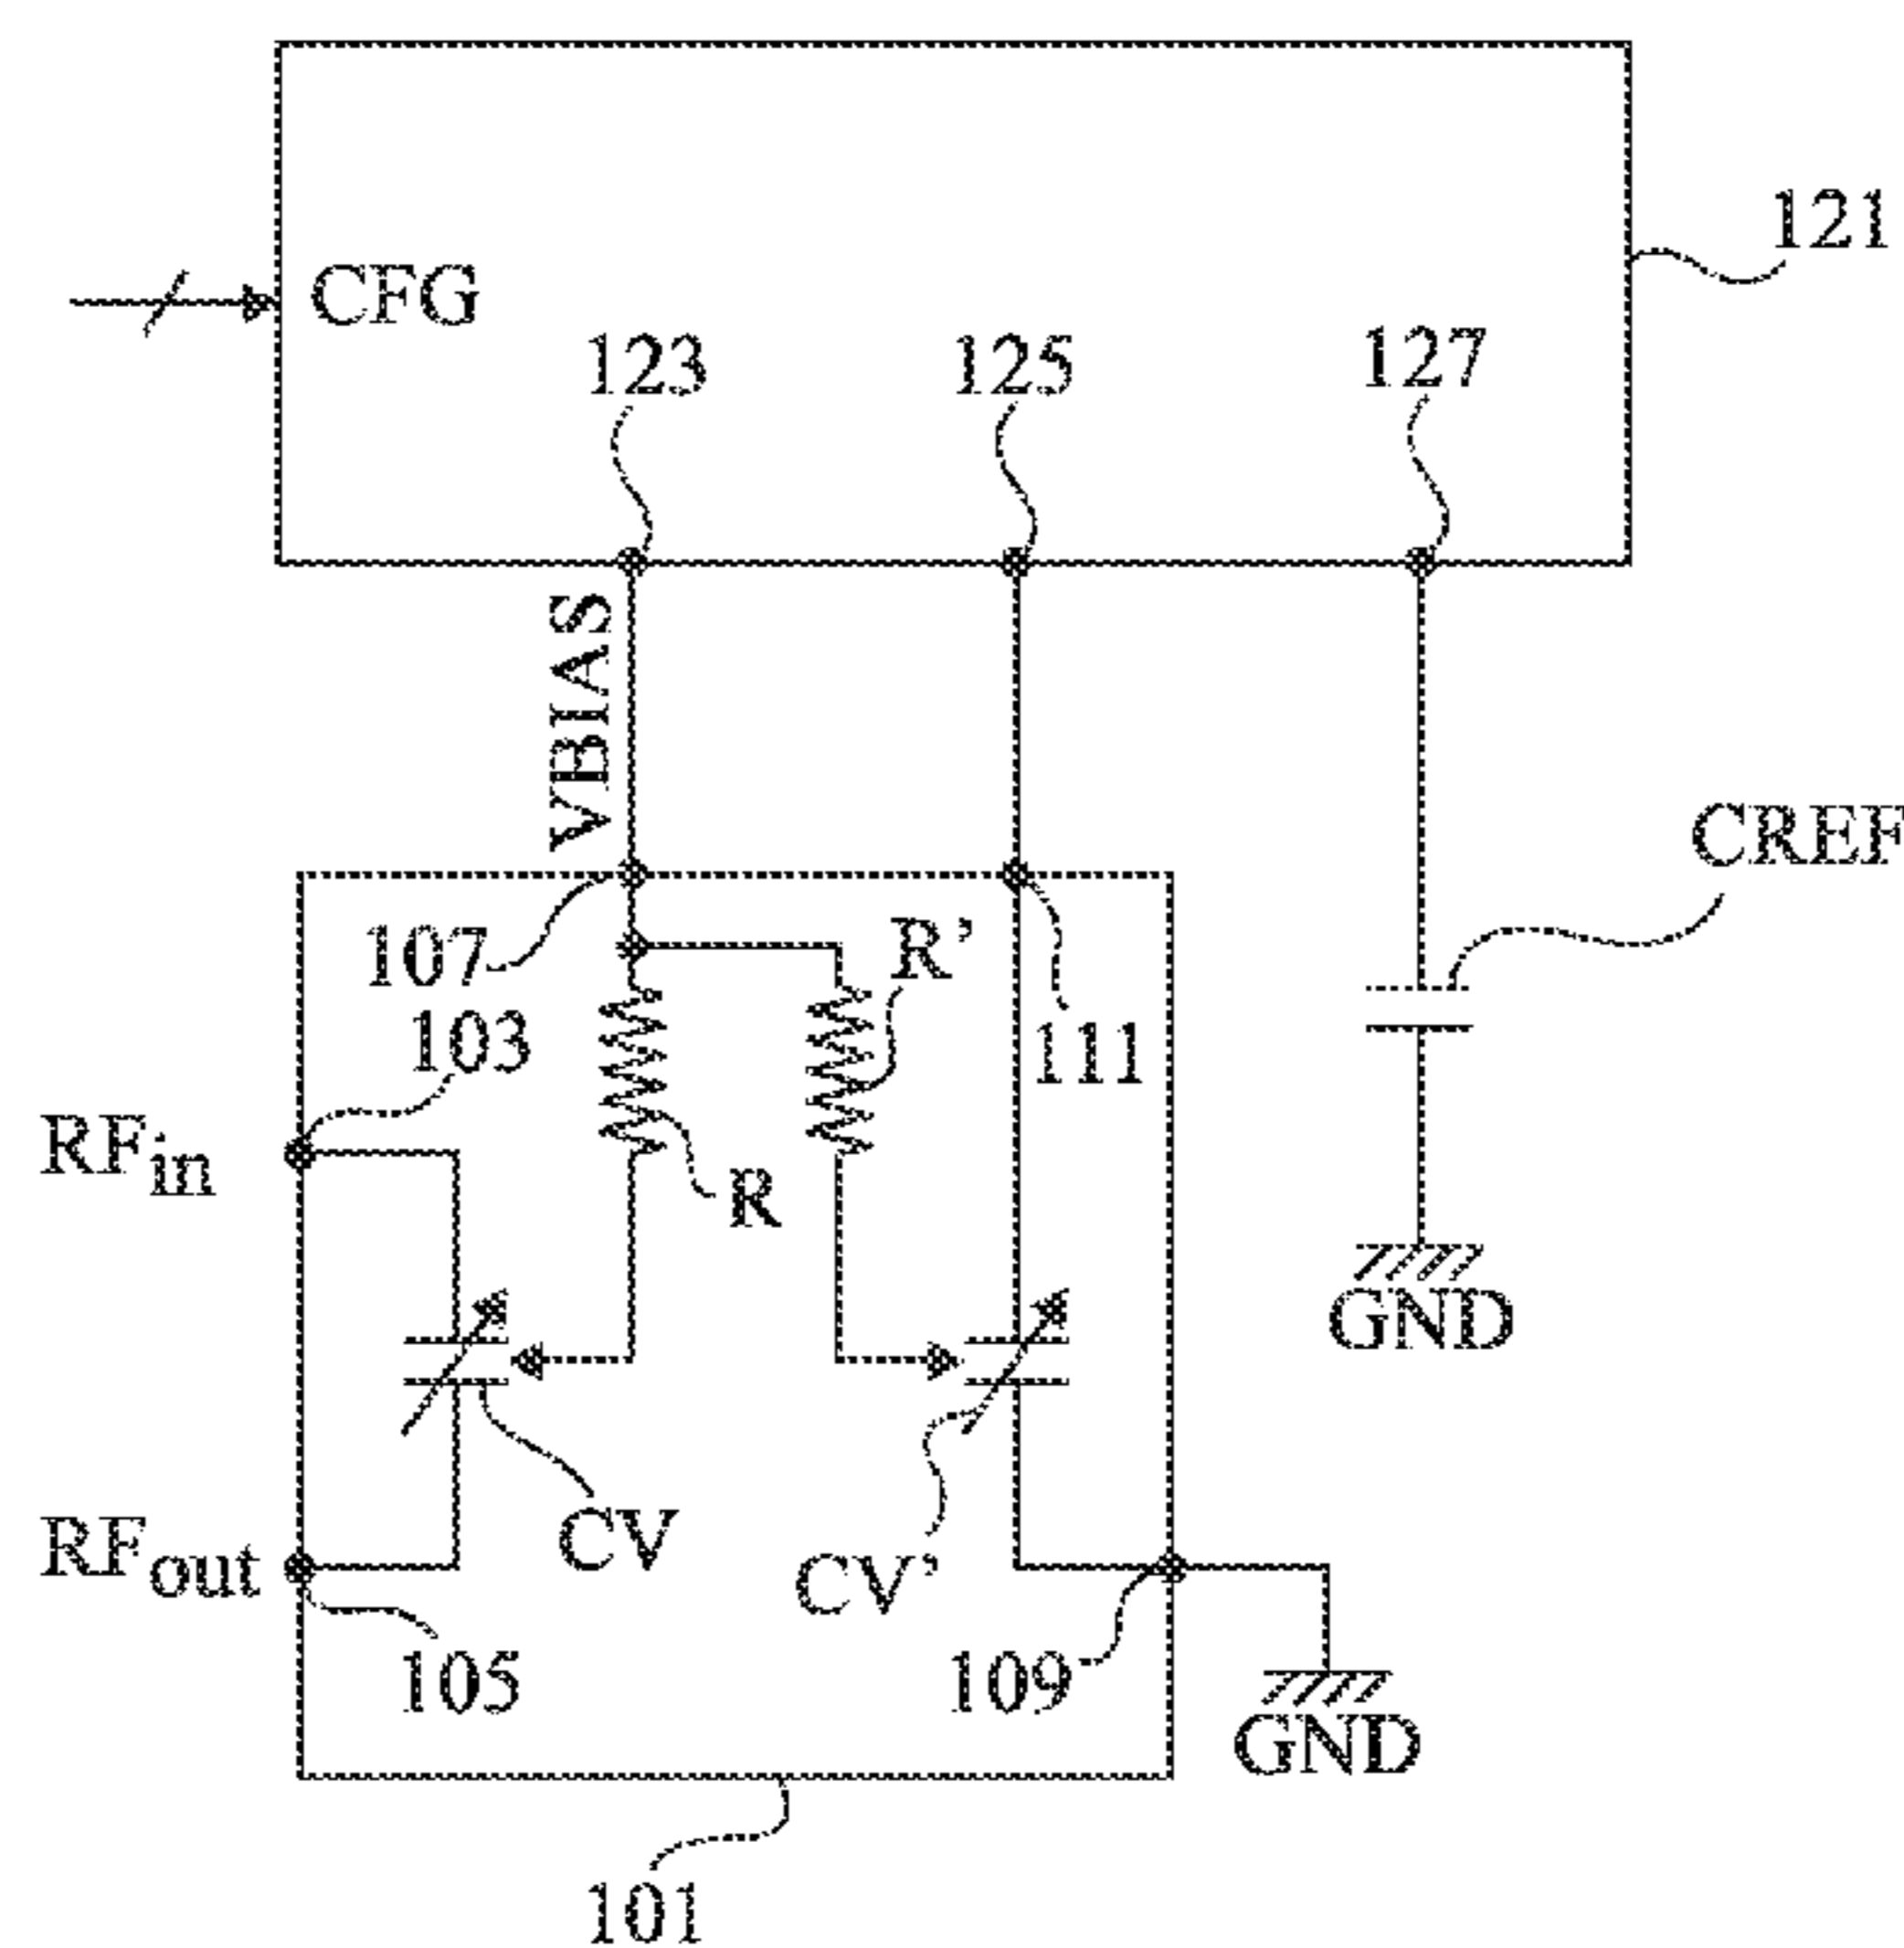 121
CFG
123
125
127
VBIAS
CREF
107
R'
103
111
RFin
R
GND
CV
CV'
RFout
105
109
GND
101